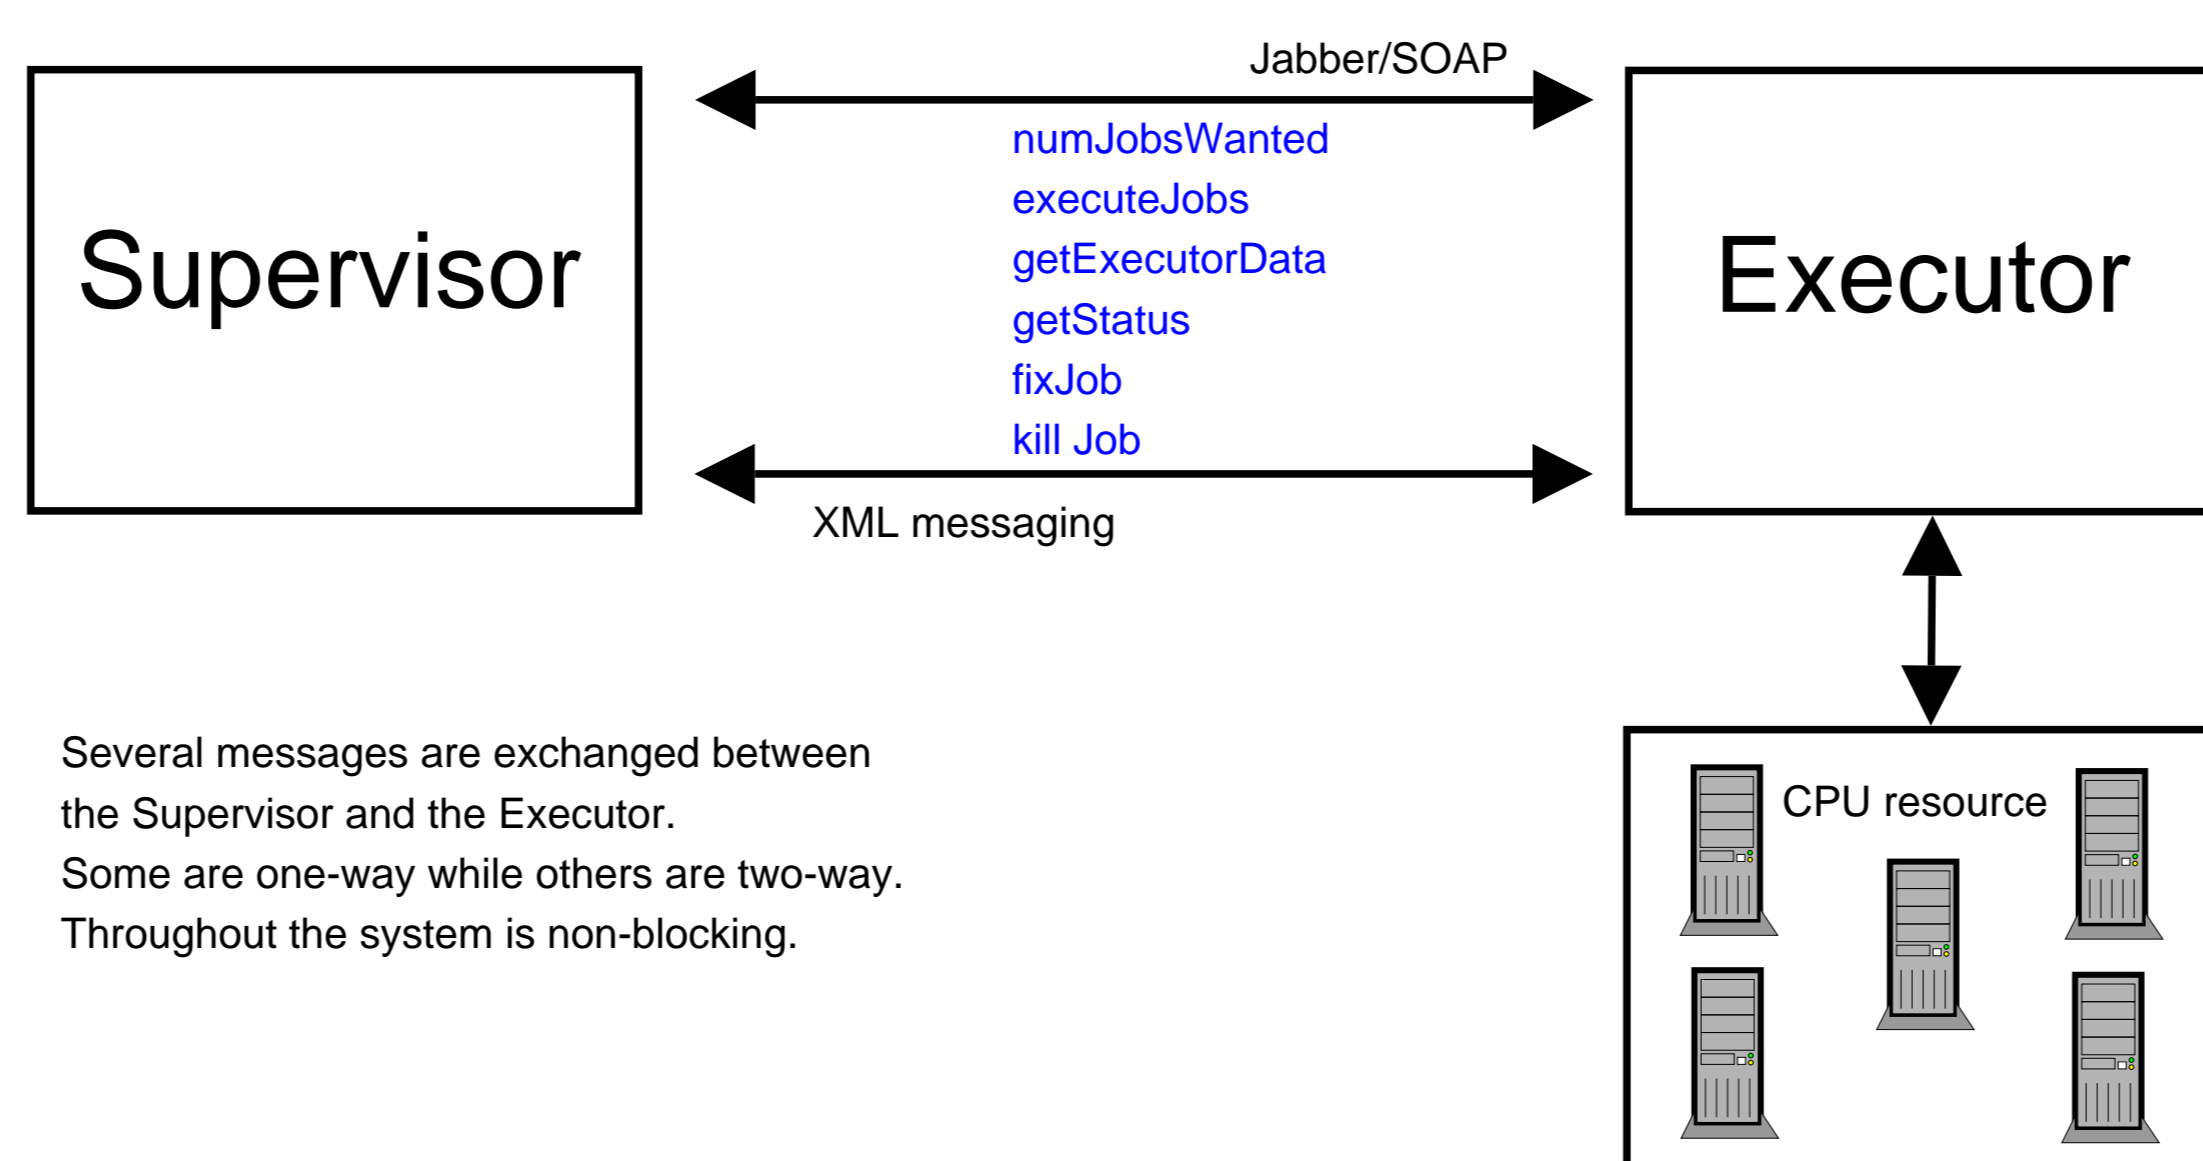 Jabber/SOAP
Supervisor
numJobsWanted
executeJobs
getExecutorData
getStatus
fixJob
kill Job
Executor
XML messaging
Several messages are exchanged between
the Supervisor and the Executor.
Some are one-way while others are two-way.
Throughout the system is non-blocking.
CPU resource